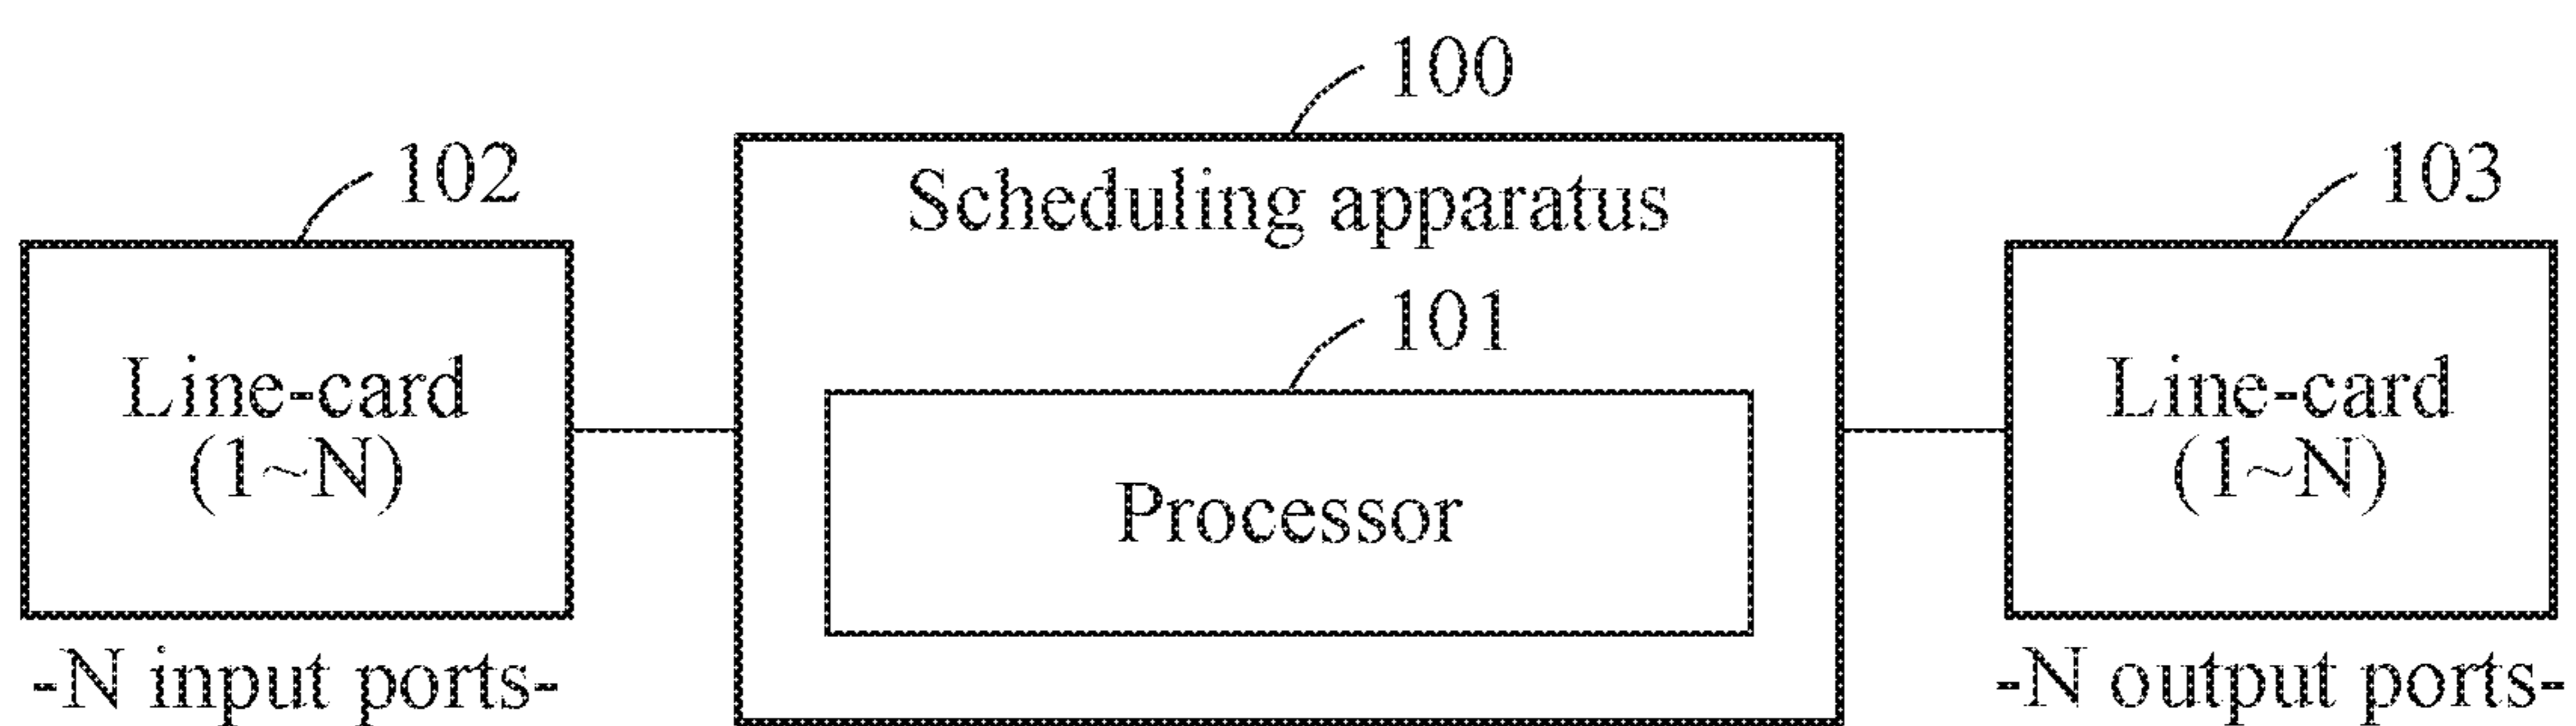 100
102
Scheduling apparatus
103
101
Line-card
(1~N)
Processor
Line-card
(1~N)
-N input ports-
-N output ports-